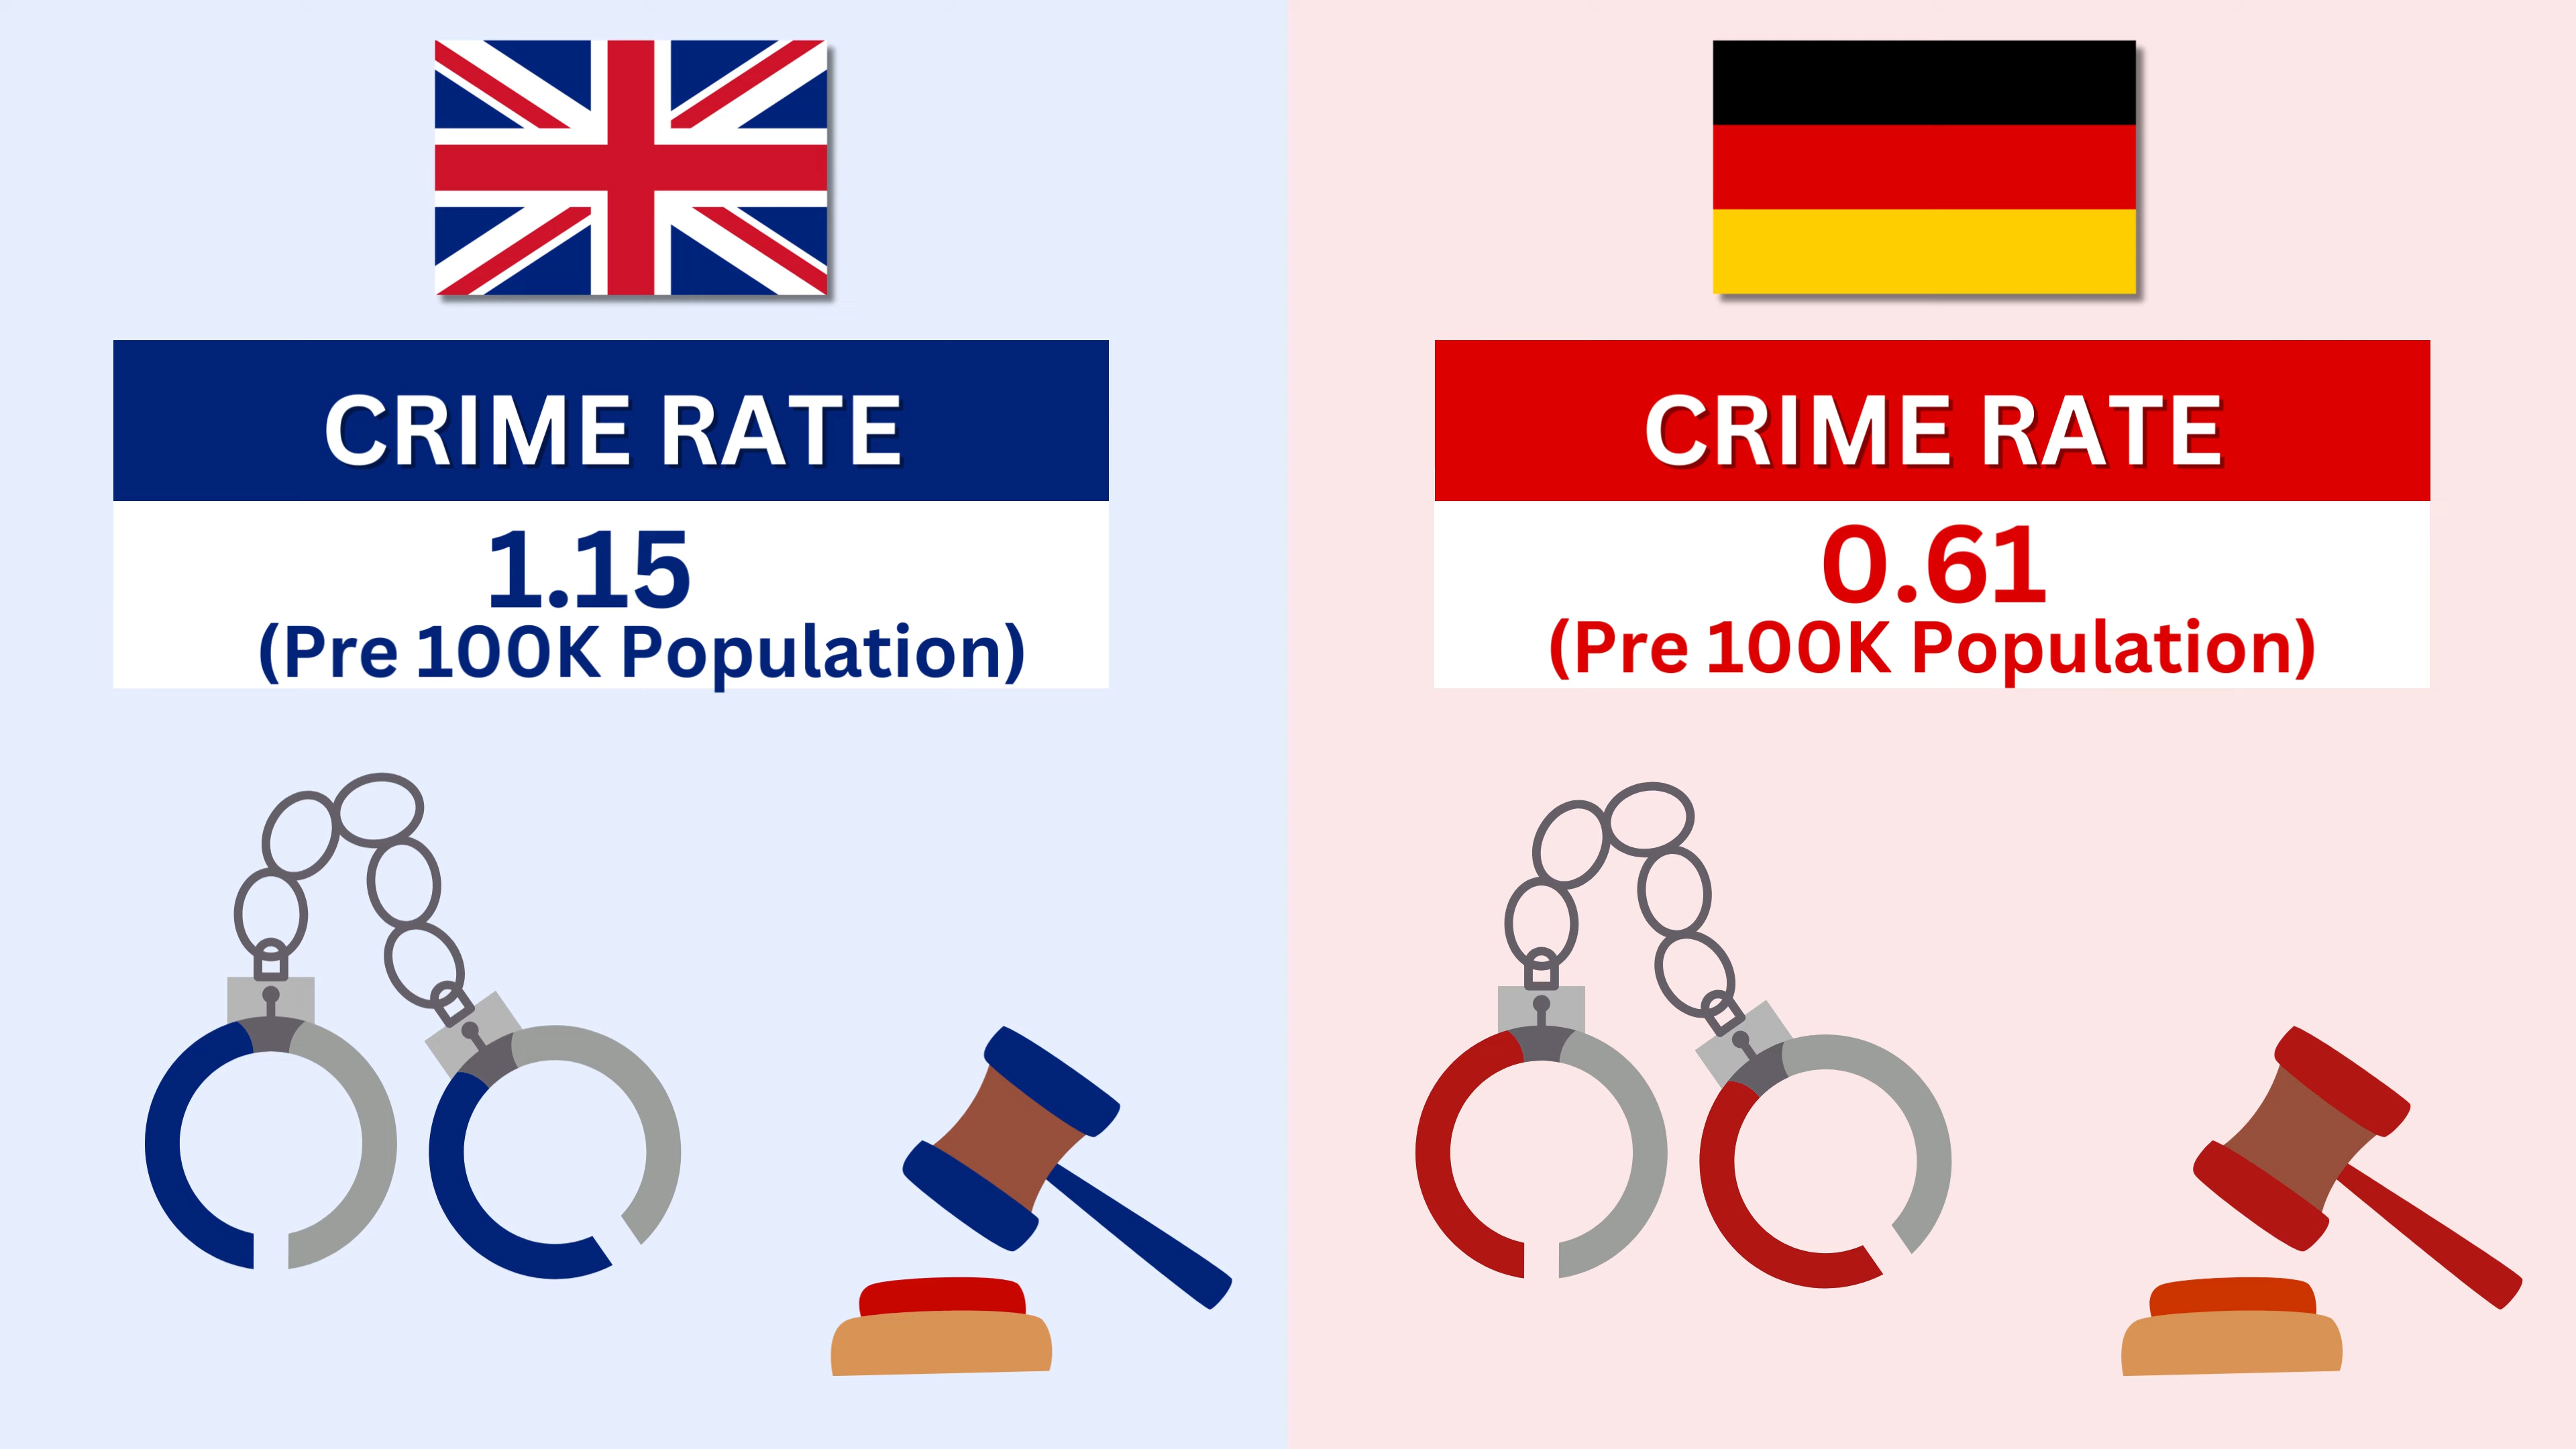 CRIME RATE
1.15
(Pre 100K Population)
CRIME RATE
0.61
(Pre 100K Population)